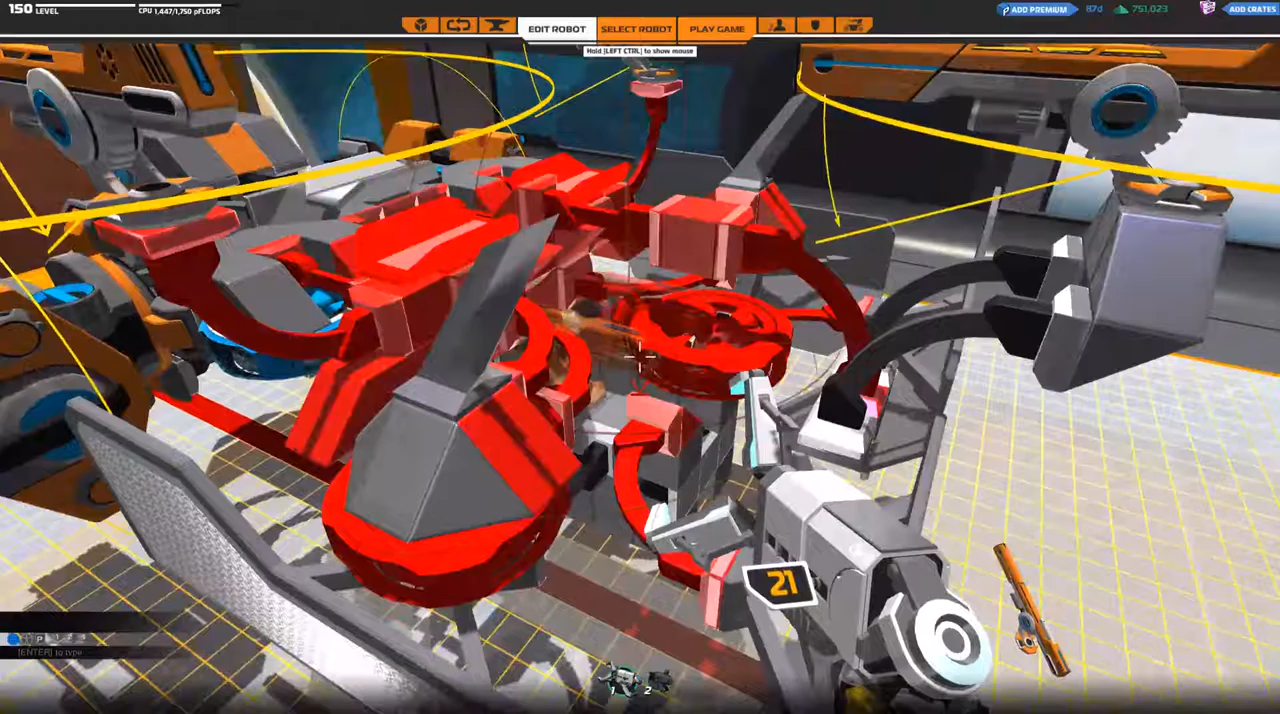 150 LEVEL
CPU 1,447/1,750 pFLOPS
EDIT ROBOT
SELECT ROBOT
PLAY GAME
ADD PREMIUM
87d
751,023
ADD CRATES
Hold [LEFT CTRL] to show mouse
21
P
[ENTER] to type
1
2